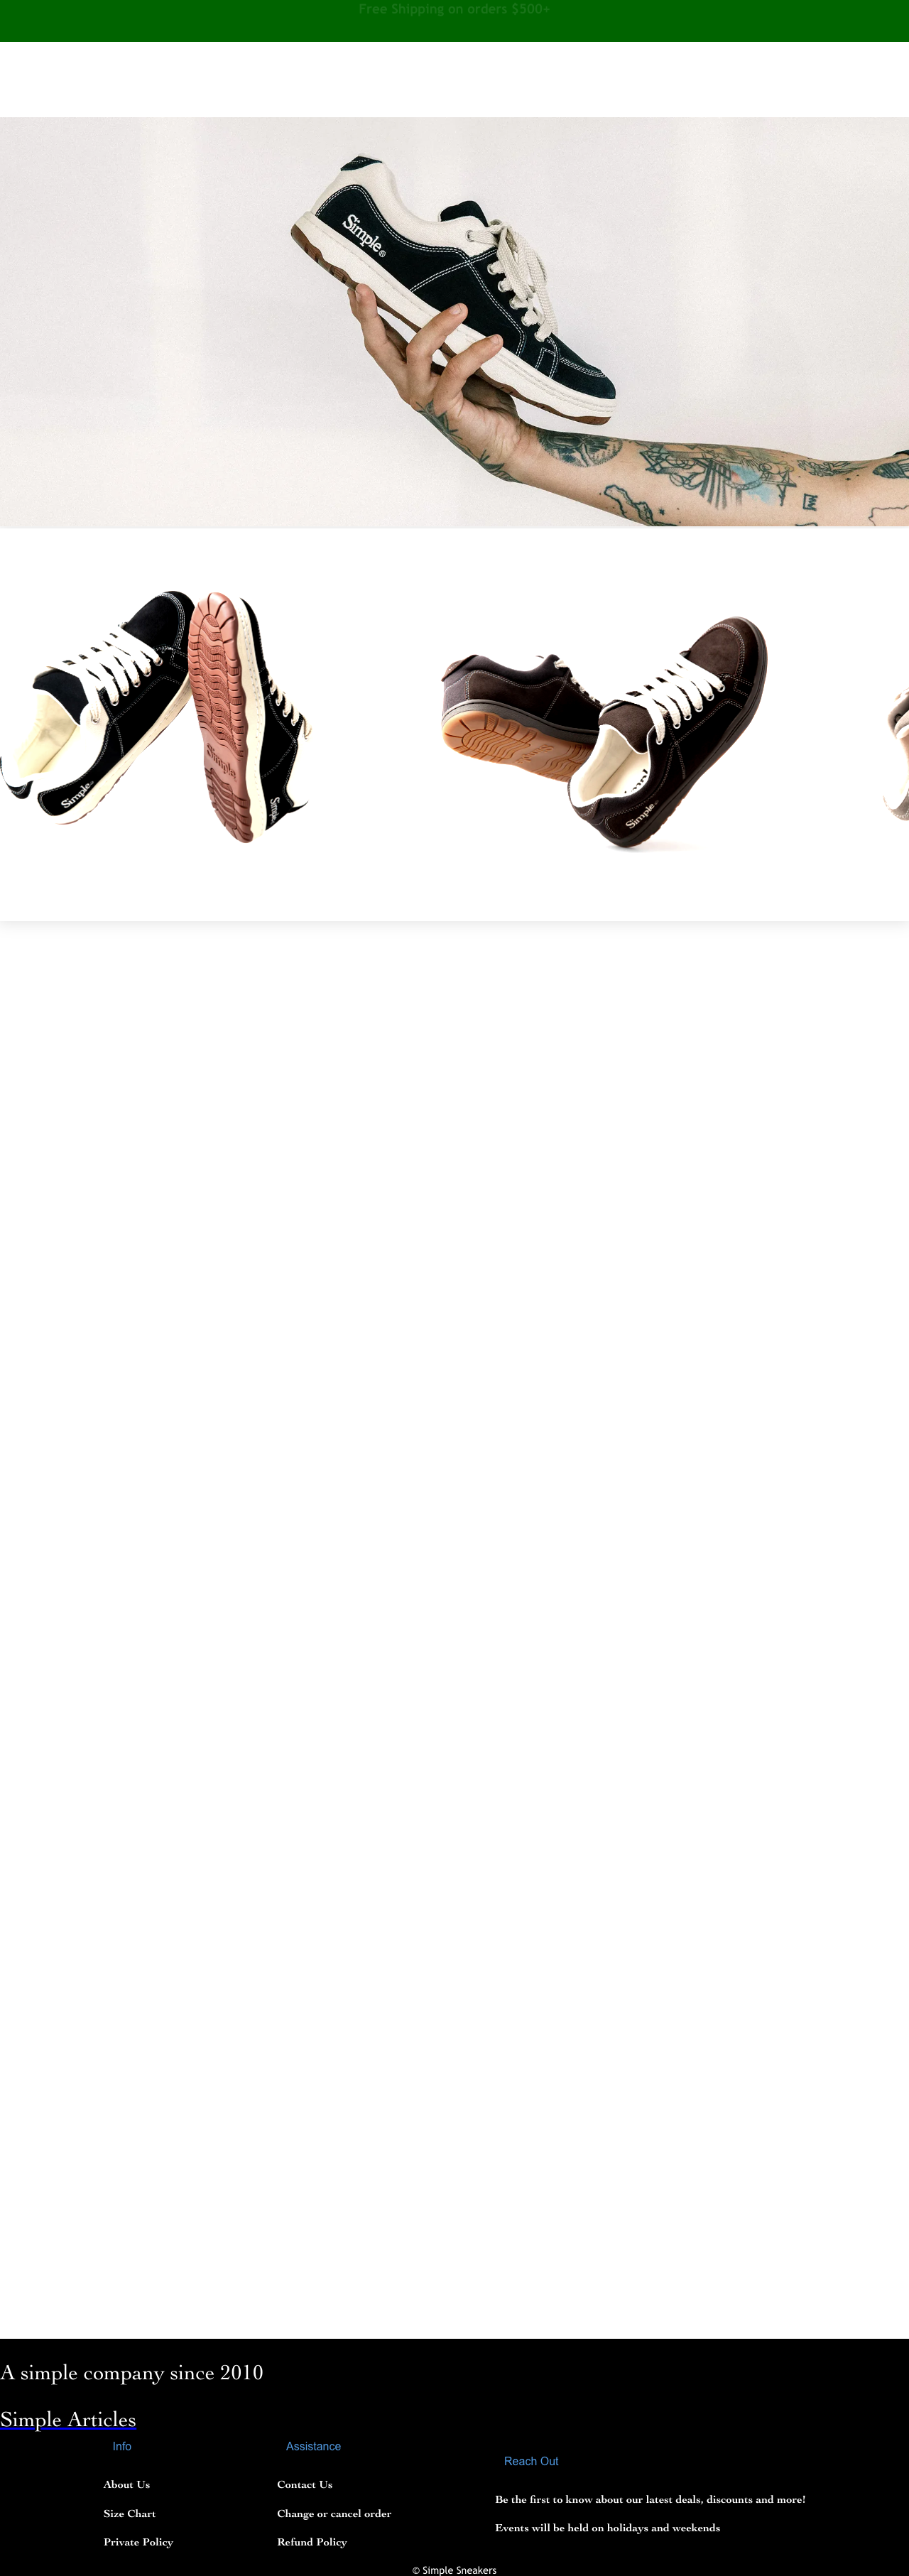 Free Shipping on orders $500+
Simple®
Simple®
Simple
Simple
Simple®
A simple company since 2010
Simple Articles
Info
Assistance
Reach Out
About Us
Contact Us
Be the first to know about our latest deals, discounts and more!
Size Chart
Change or cancel order
Events will be held on holidays and weekends
Private Policy
Refund Policy
© Simple Sneakers